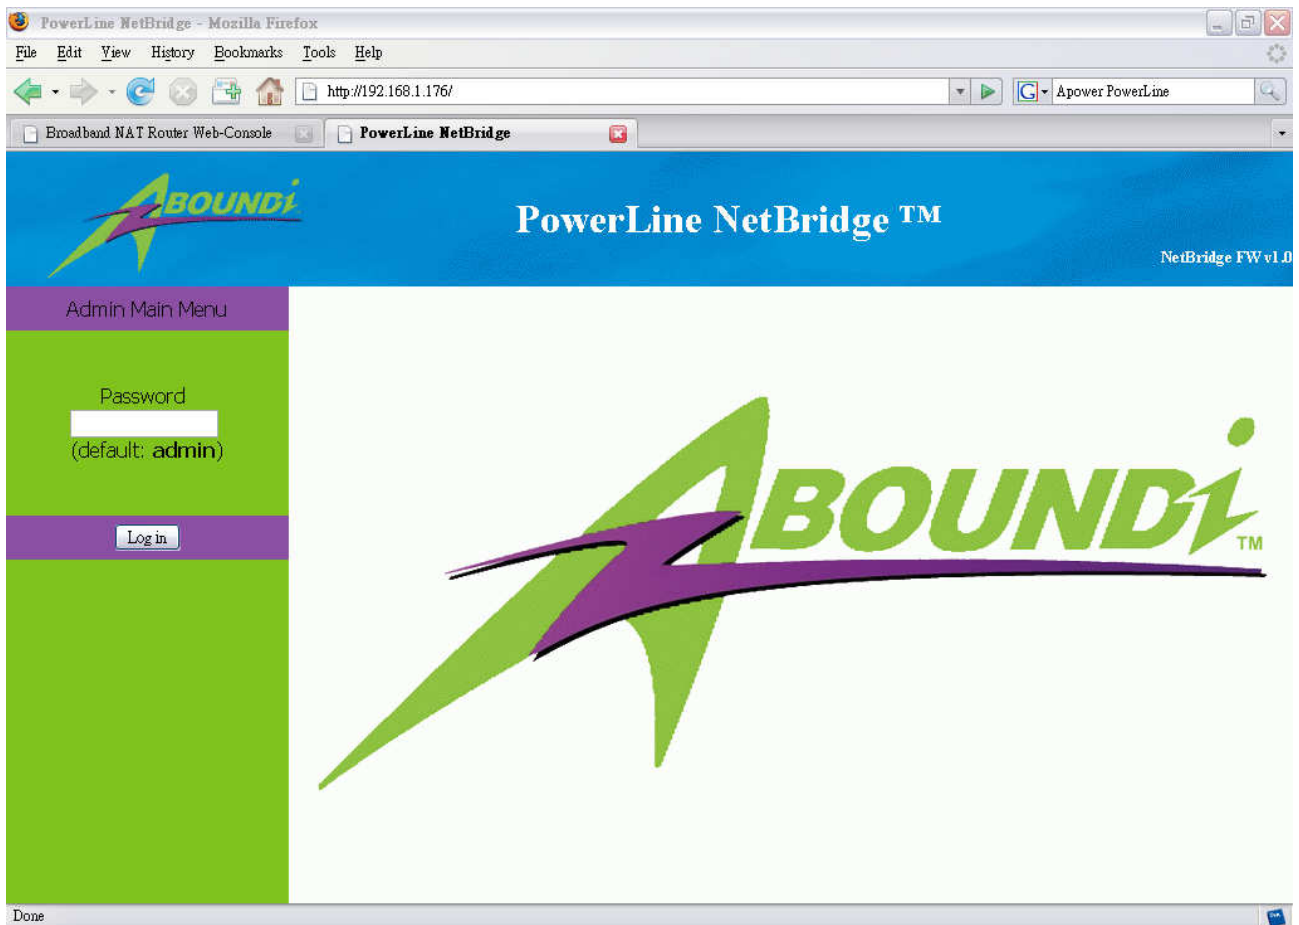 PowerLine NetBridge - Mozilla Firefox
File Edit View History Bookmarks Tools Help
http://192.168.1.176/
G
Apower PowerLine
Broadband NAT Router Web-Console
PowerLine NetBridge
ABOUNDi
PowerLine NetBridge ™
NetBridge FW v1.0
Admin Main Menu
Password
(default: admin)
Log in
ABOUNDi™
Done